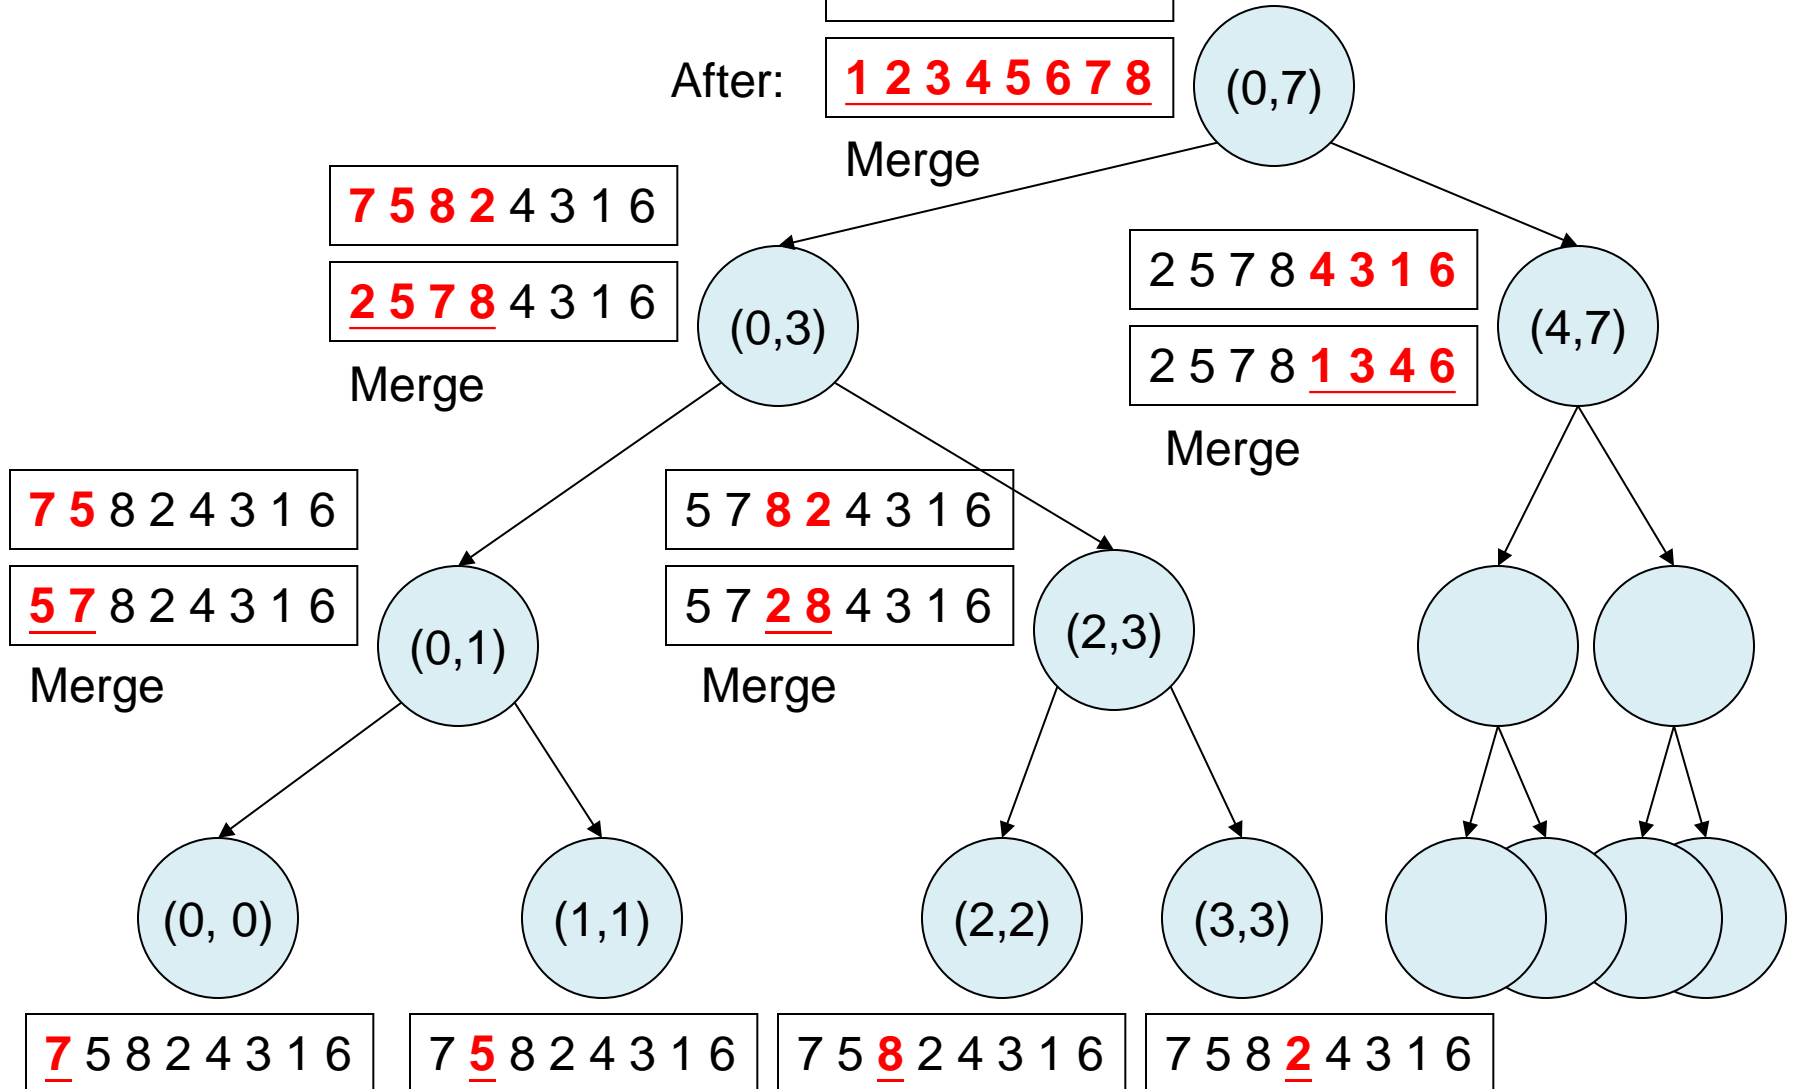 After:
1 2 3 4 5 6 7 8
(0,7)
Merge
7 5 8 2 4 3 1 6
2 5 7 8 4 3 1 6
Merge
(0,3)
2 5 7 8 4 3 1 6
2 5 7 8 1 3 4 6
Merge
(4,7)
7 5 8 2 4 3 1 6
5 7 8 2 4 3 1 6
Merge
(0,1)
5 7 8 2 4 3 1 6
5 7 2 8 4 3 1 6
Merge
(2,3)
(0, 0)
(1,1)
(2,2)
(3,3)
7 5 8 2 4 3 1 6
7 5 8 2 4 3 1 6
7 5 8 2 4 3 1 6
7 5 8 2 4 3 1 6